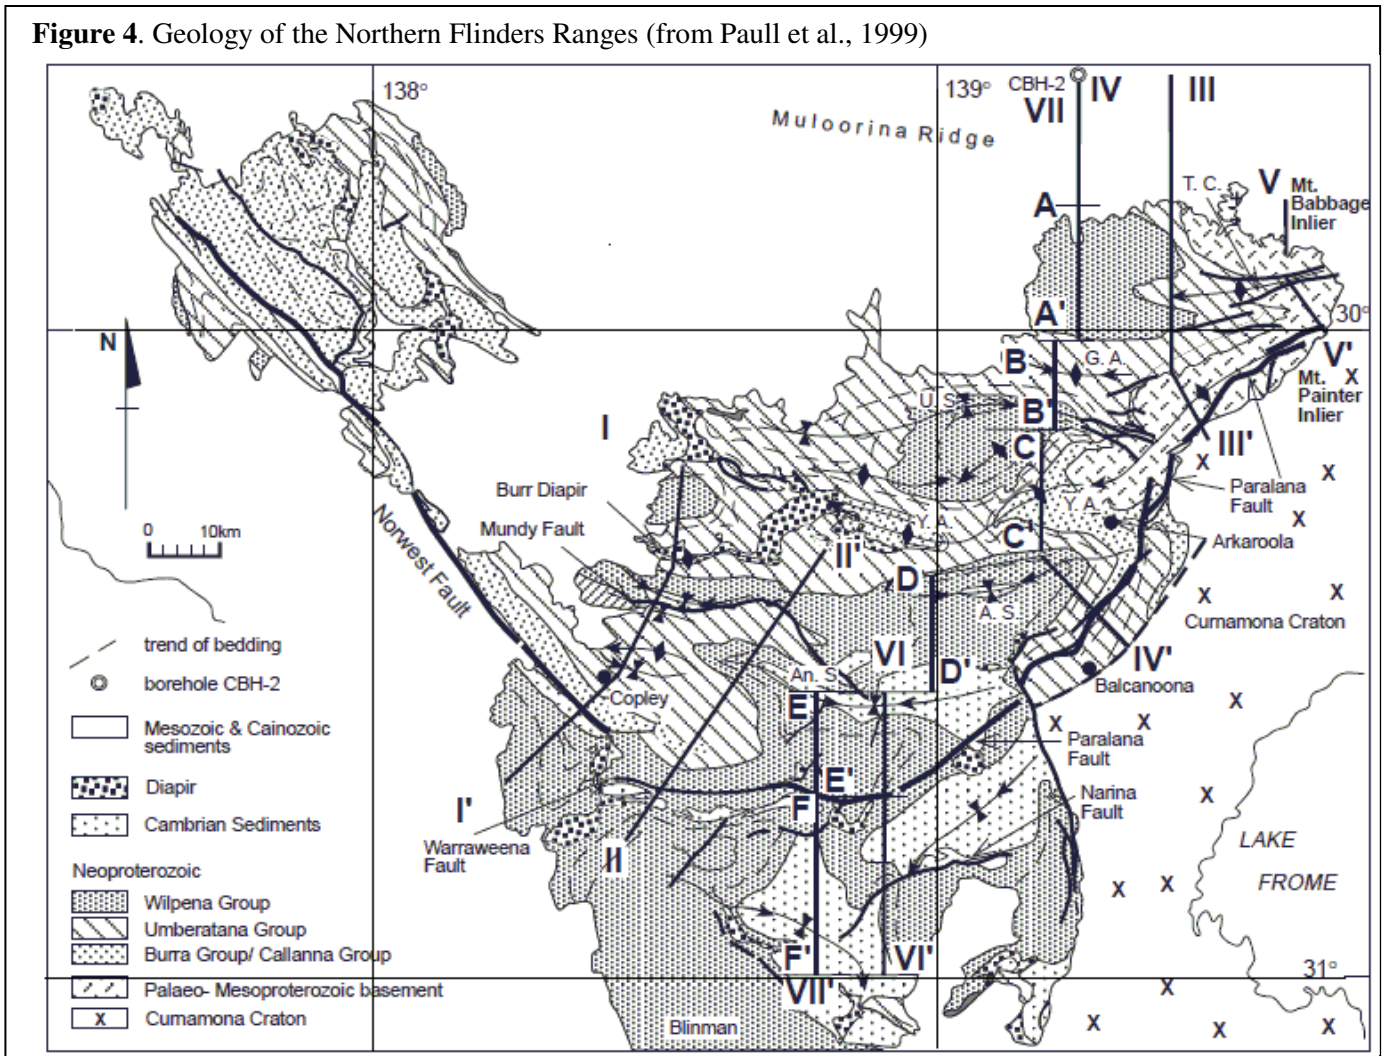 Figure 4. Geology of the Northern Flinders Ranges (from Paull et al., 1999)
138°
139°
CBH-2
IV
III
VII
Muloorina Ridge
T. C.
V
Mt.
Babbage
Inlier
A
A'
30°
N
B
G. A.
V'
X
Mt.
Painter
Inlier
U. S.
B'
I
C
III'
X
X
Burr Diapir
Paralana
Fault
Mundy Fault
Y. A.
Y. A.
X
0 10km
Norwest Fault
C'
Arkaroola
II'
D
X
X
A. S.
Curnamona Craton
trend of bedding
VI
IV'
An. S.
D'
Balcanoona
borehole CBH-2
Copley
E
X
X
X
Mesozoic & Cainozoic
sediments
Paralana
Fault
E'
Diapir
F
Narina
Fault
X
I'
Cambrian Sediments
Warraweena
Fault
II
LAKE
FROME
Neoproterozoic
X
X
Wilpena Group
Umberatana Group
Burra Group/ Callanna Group
F'
VI'
31°
Palaeo- Mesoproterozoic basement
VII'
X
X
Curnamona Craton
Blinman
X
X
X